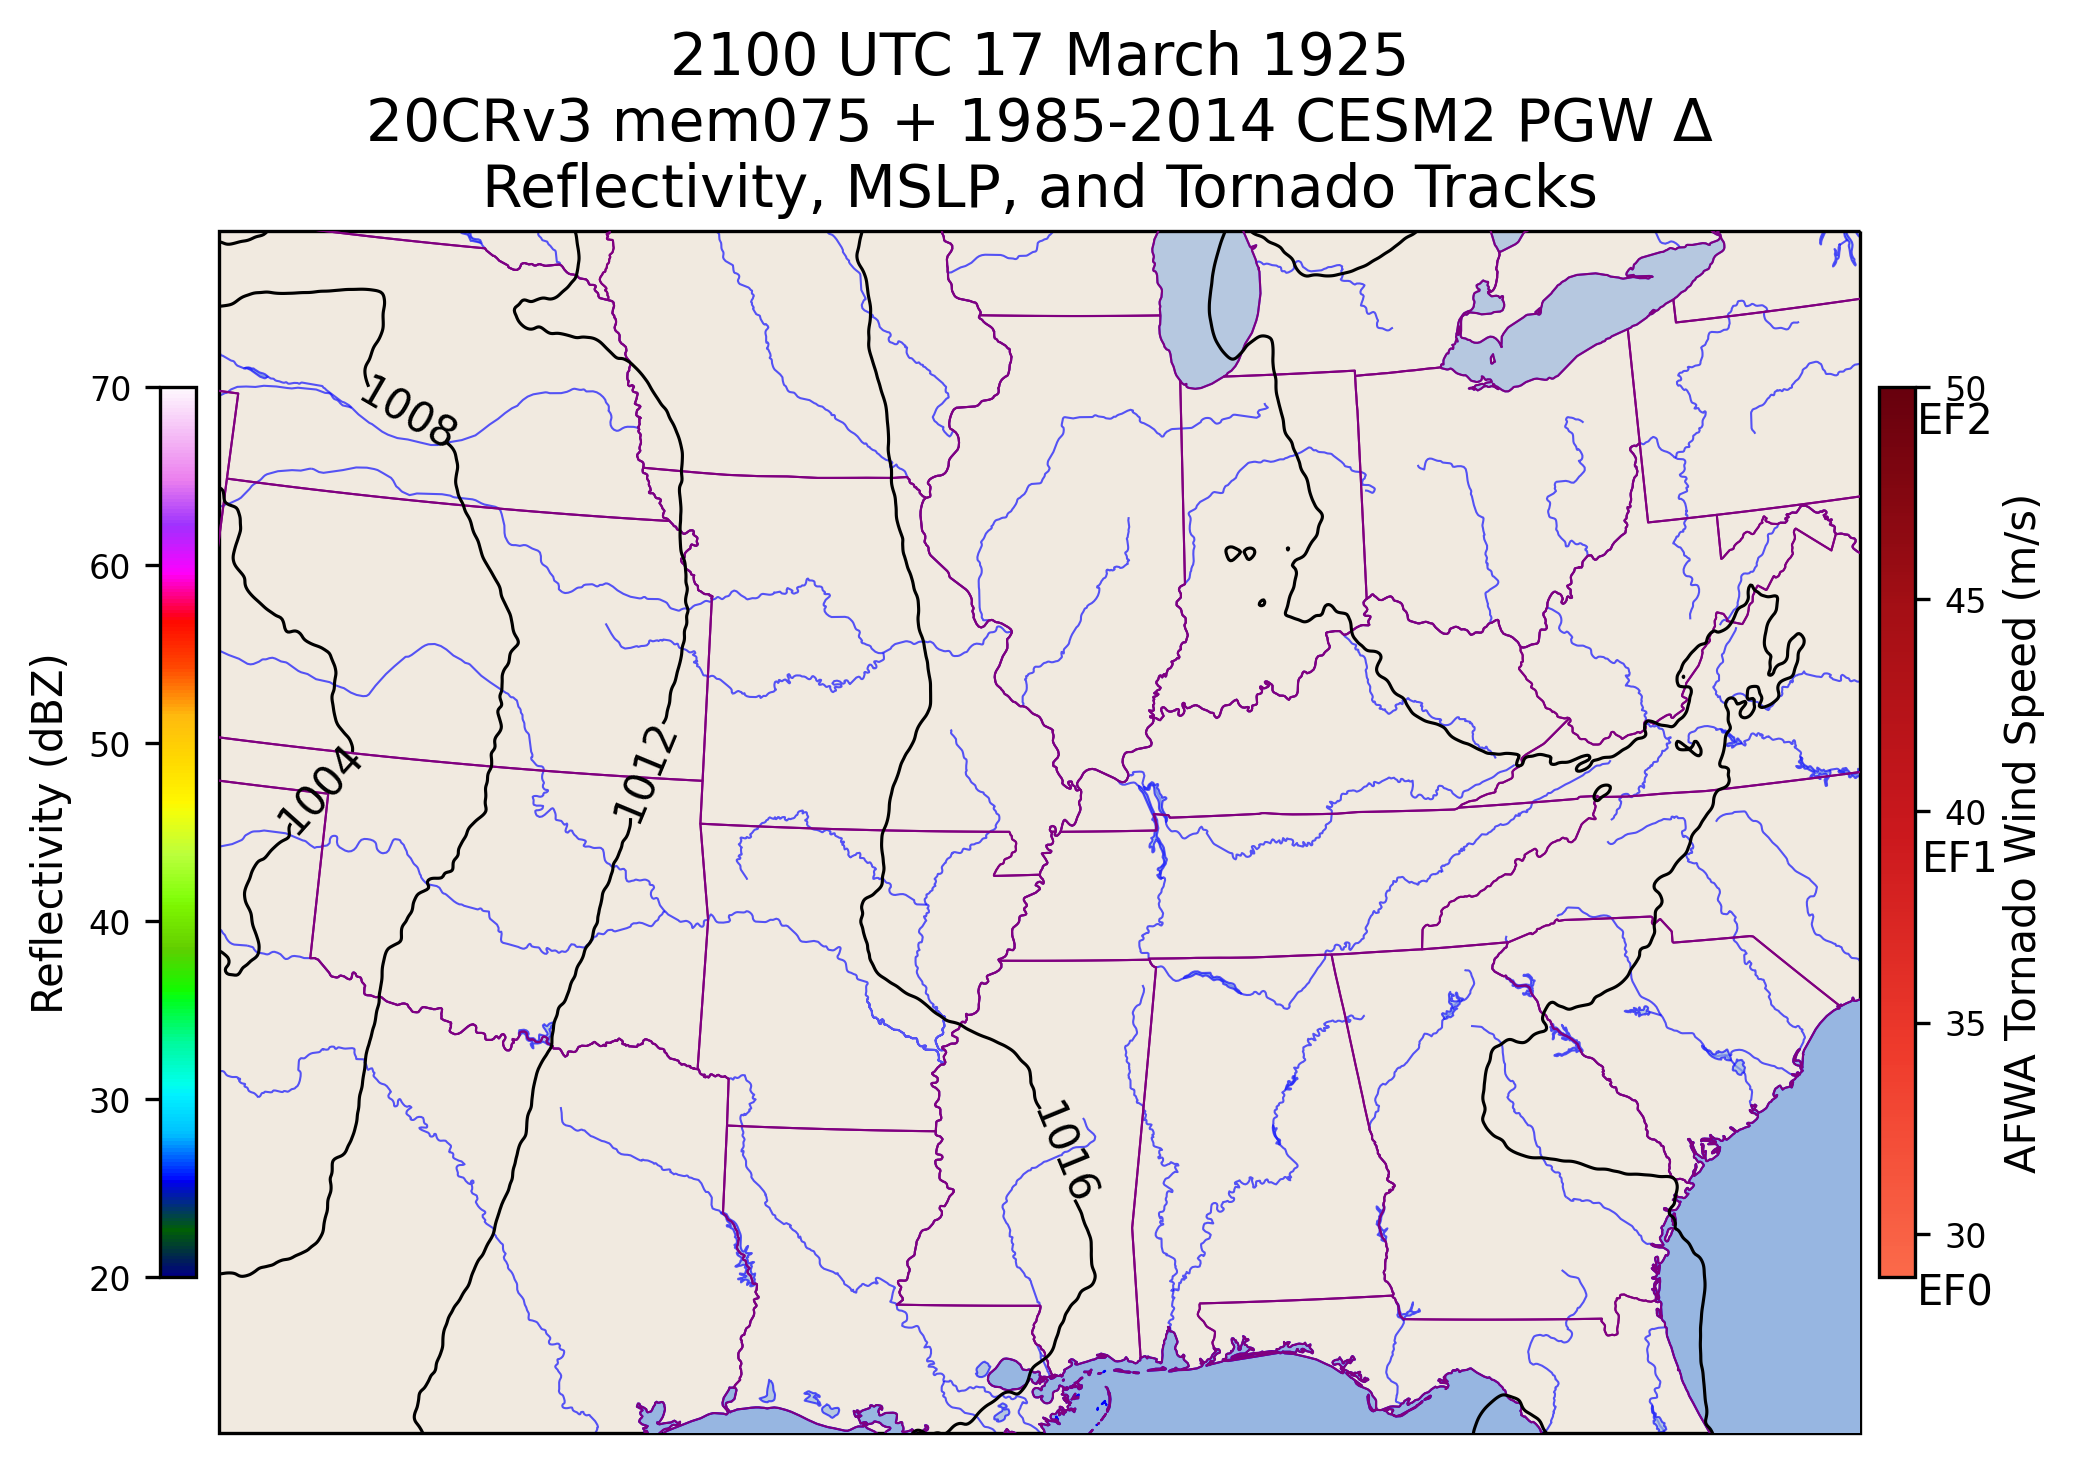 2100 UTC 17 March 1925
20CRv3 mem075 + 1985-2014 CESM2 PGW Δ
Reflectivity, MSLP, and Tornado Tracks
70
60
50
40
30
20
Reflectivity (dBZ)
1008
1004
1012
1016
50
EF2
45
40
EF1
35
30
EF0
AFWA Tornado Wind Speed (m/s)